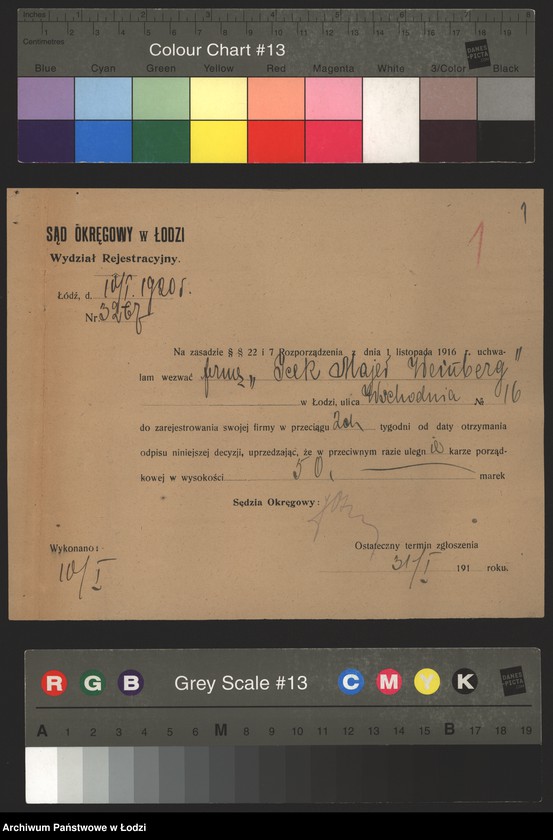 Inches 1 2 3 4 5 6 7 8
Centimetres 1 2 3 4 5 6 7 8 9 10 11 12 13 14 15 16 17 18 19
Colour Chart #13
DANES PICTA
Blue Cyan Green Yellow Red Magenta White 3/Color Black
1
1
SĄD OKRĘGOWY w ŁODZI
Wydział Rejestracyjny.
Łódź, d. 10/I. 1920 r.
Nr.
Na zasadzie § § 22 i 7 Rozporządzenia z dnia 1 listopada 1916 r. uchwa-
lam wezwać firmę „Icek Majer Weinberg"
w Łodzi, ulica Wschodnia № 16
do zarejestrowania swojej firmy w przeciągu 2ch tygodni od daty otrzymania
odpisu niniejszej decyzji, uprzedzając, że w przeciwnym razie ulegnie karze porząd-
kowej w wysokości 50, marek
Sędzia Okręgowy:
Wykonano: Ostateczny termin zgłoszenia
10/I 31/I 191 roku.
R G B Grey Scale #13 C M Y K
DANES PICTA
A 1 2 3 4 5 6 M 8 9 10 11 12 13 14 15 B 17 18 19
Archiwum Państwowe w Łodzi